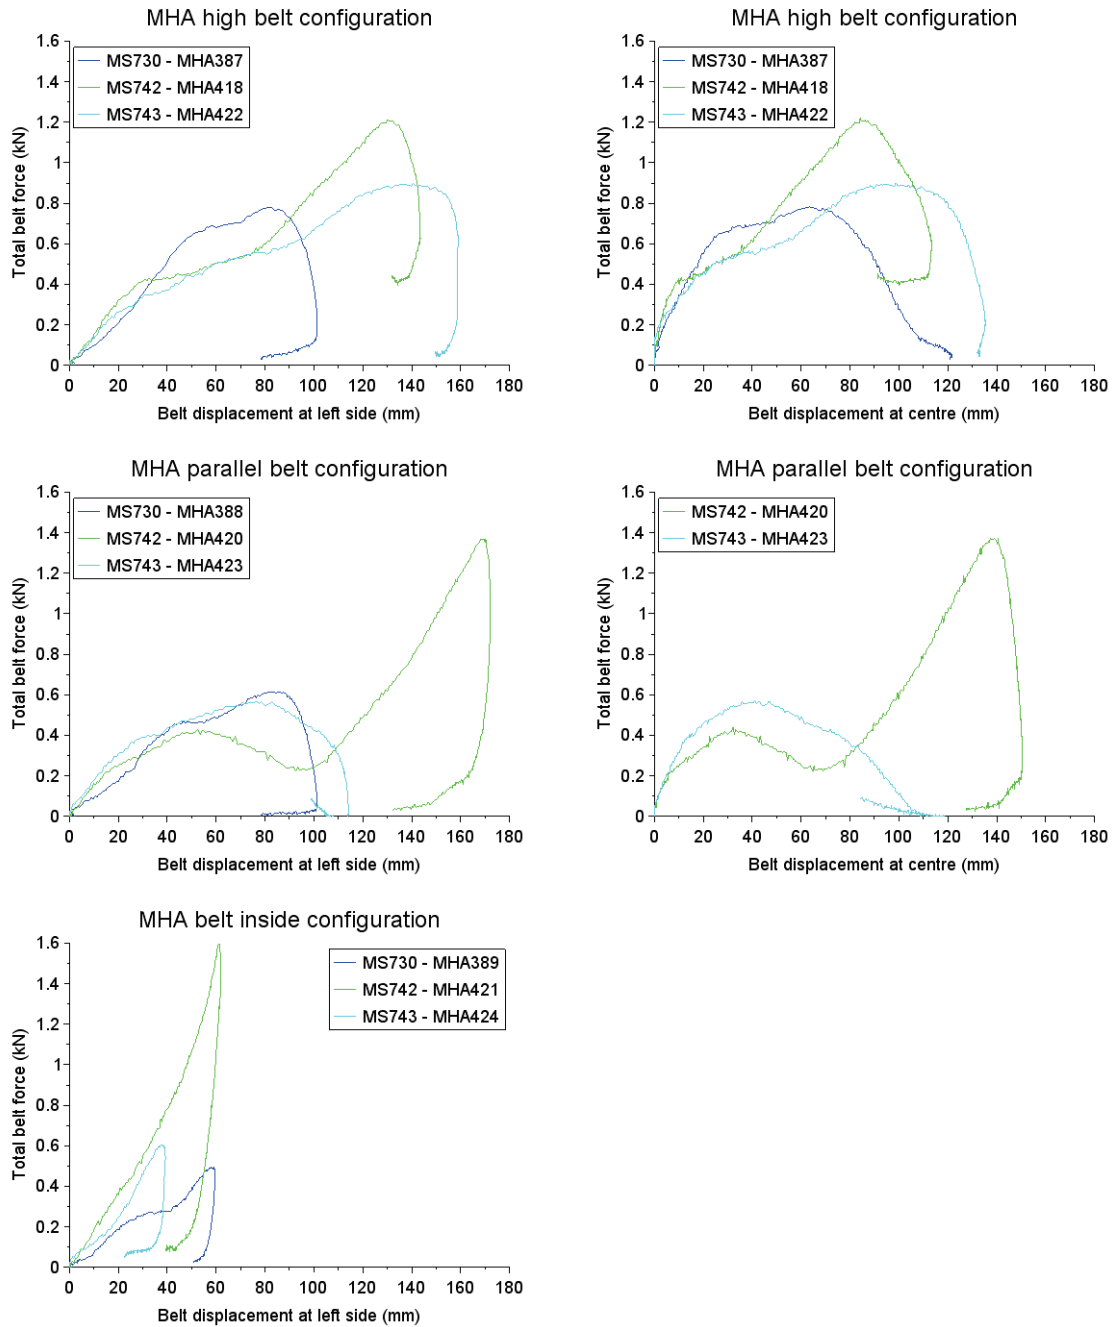 MHA high belt configuration
1.6
1.4
1.2
1
0.8
0.6
0.4
0.2
0
Total belt force (kN)
MS730 - MHA387
MS742 - MHA418
MS743 - MHA422
0 20 40 60 80 100 120 140 160 180
Belt displacement at left side (mm)
MHA high belt configuration
1.6
1.4
1.2
1
0.8
0.6
0.4
0.2
0
Total belt force (kN)
MS730 - MHA387
MS742 - MHA418
MS743 - MHA422
0 20 40 60 80 100 120 140 160 180
Belt displacement at centre (mm)
MHA parallel belt configuration
1.6
1.4
1.2
1
0.8
0.6
0.4
0.2
0
Total belt force (kN)
MS730 - MHA388
MS742 - MHA420
MS743 - MHA423
0 20 40 60 80 100 120 140 160 180
Belt displacement at left side (mm)
MHA parallel belt configuration
1.6
1.4
1.2
1
0.8
0.6
0.4
0.2
0
Total belt force (kN)
MS742 - MHA420
MS743 - MHA423
0 20 40 60 80 100 120 140 160 180
Belt displacement at centre (mm)
MHA belt inside configuration
1.6
1.4
1.2
1
0.8
0.6
0.4
0.2
0
Total belt force (kN)
MS730 - MHA389
MS742 - MHA421
MS743 - MHA424
0 20 40 60 80 100 120 140 160 180
Belt displacement at left side (mm)